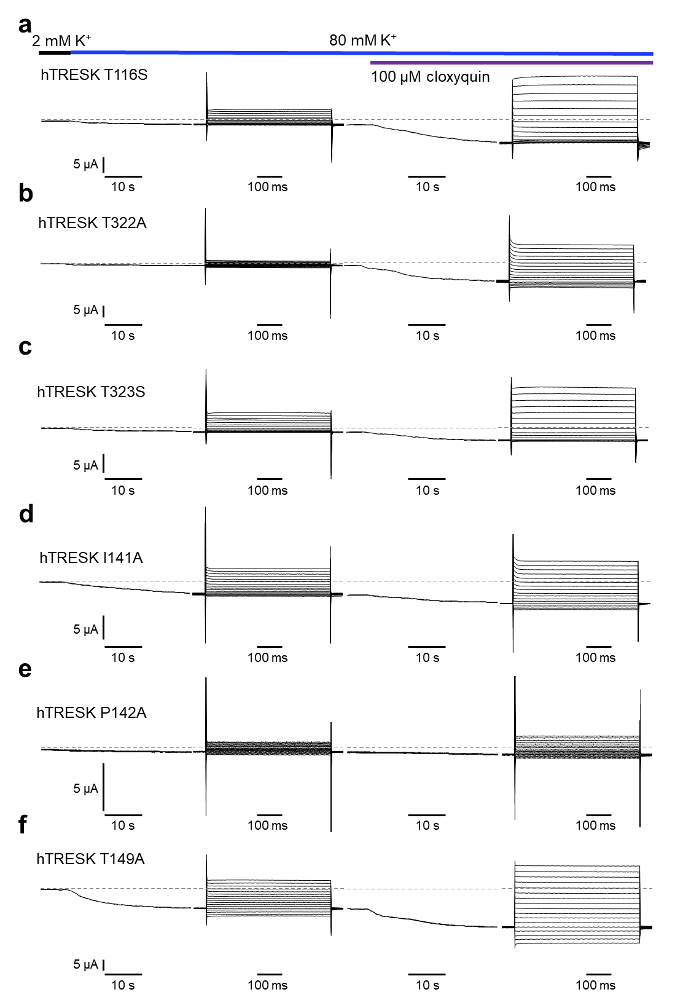 a
2 mM K⁺ 80 mM K⁺
hTRESK T116S 100 µM cloxyquin
5 µA
10 s 100 ms 10 s 100 ms
b
hTRESK T322A
5 µA
10 s 100 ms 10 s 100 ms
c
hTRESK T323S
5 µA
10 s 100 ms 10 s 100 ms
d
hTRESK I141A
5 µA
10 s 100 ms 10 s 100 ms
e
hTRESK P142A
5 µA
10 s 100 ms 10 s 100 ms
f
hTRESK T149A
5 µA
10 s 100 ms 10 s 100 ms